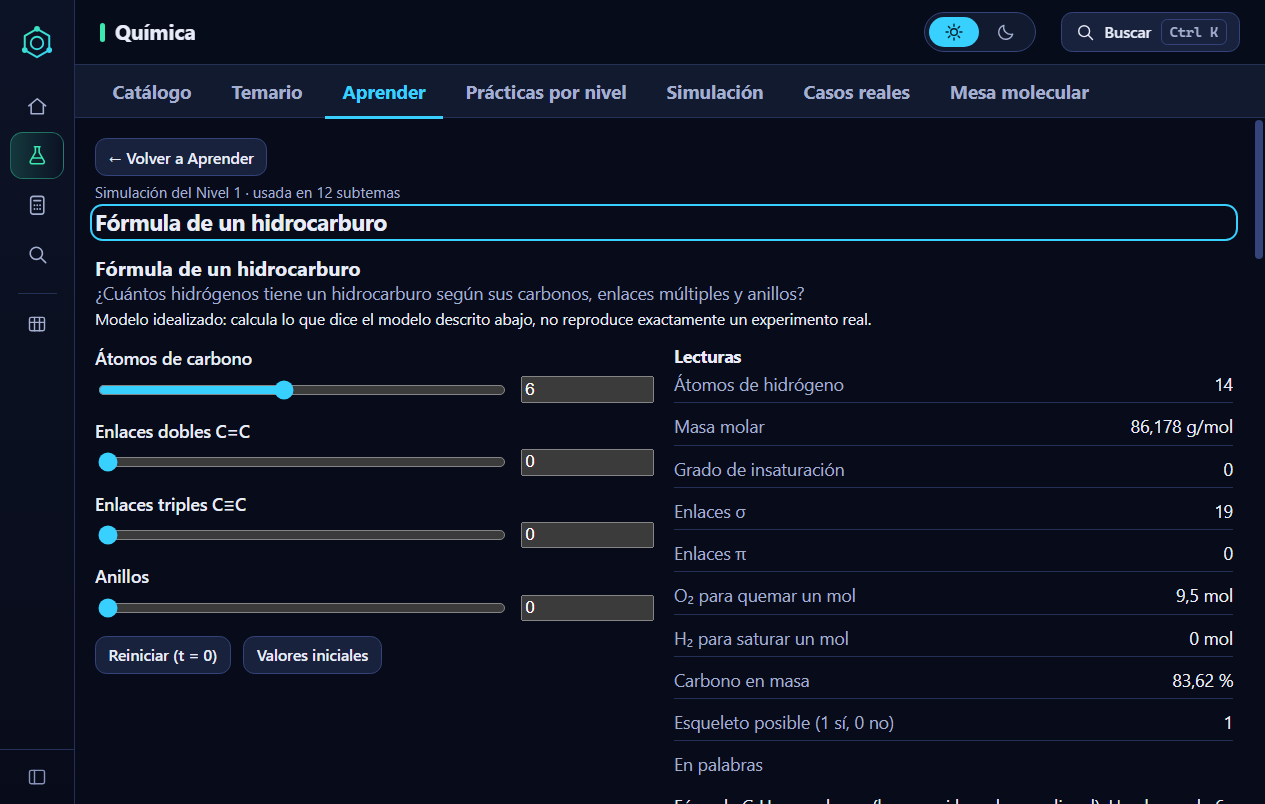 Química
Buscar Ctrl K
Catálogo Temario Aprender Prácticas por nivel Simulación Casos reales Mesa molecular
← Volver a Aprender
Simulación del Nivel 1 · usada en 12 subtemas
Fórmula de un hidrocarburo
Fórmula de un hidrocarburo
¿Cuántos hidrógenos tiene un hidrocarburo según sus carbonos, enlaces múltiples y anillos?
Modelo idealizado: calcula lo que dice el modelo descrito abajo, no reproduce exactamente un experimento real.
Átomos de carbono
6
Enlaces dobles C=C
0
Enlaces triples C≡C
0
Anillos
0
Reiniciar (t = 0) Valores iniciales
Lecturas
Átomos de hidrógeno 14
Masa molar 86,178 g/mol
Grado de insaturación 0
Enlaces σ 19
Enlaces π 0
O₂ para quemar un mol 9,5 mol
H₂ para saturar un mol 0 mol
Carbono en masa 83,62 %
Esqueleto posible (1 sí, 0 no) 1
En palabras